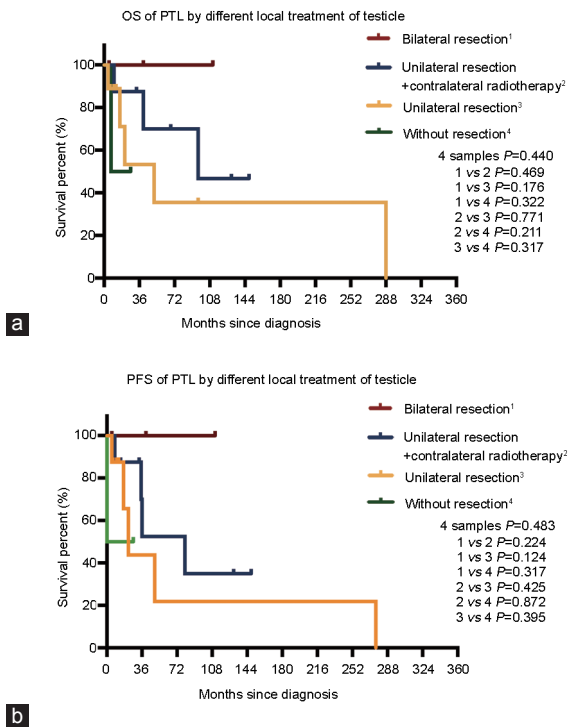 OS of PTL by different local treatment of testicle
Bilateral resection¹
Unilateral resection
+contralateral radiotherapy²
Unilateral resection³
Without resection⁴
4 samples P=0.440
1 vs 2 P=0.469
1 vs 3 P=0.176
1 vs 4 P=0.322
2 vs 3 P=0.771
2 vs 4 P=0.211
3 vs 4 P=0.317
Survival percent (%)
100
80
60
40
20
0
0 36 72 108 144 180 216 252 288 324 360
Months since diagnosis
a
PFS of PTL by different local treatment of testicle
Bilateral resection¹
Unilateral resection
+contralateral radiotherapy²
Unilateral resection³
Without resection⁴
4 samples P=0.483
1 vs 2 P=0.224
1 vs 3 P=0.124
1 vs 4 P=0.317
2 vs 3 P=0.425
2 vs 4 P=0.872
3 vs 4 P=0.395
Survival percent (%)
100
80
60
40
20
0
0 36 72 108 144 180 216 252 288 324 360
Months since diagnosis
b